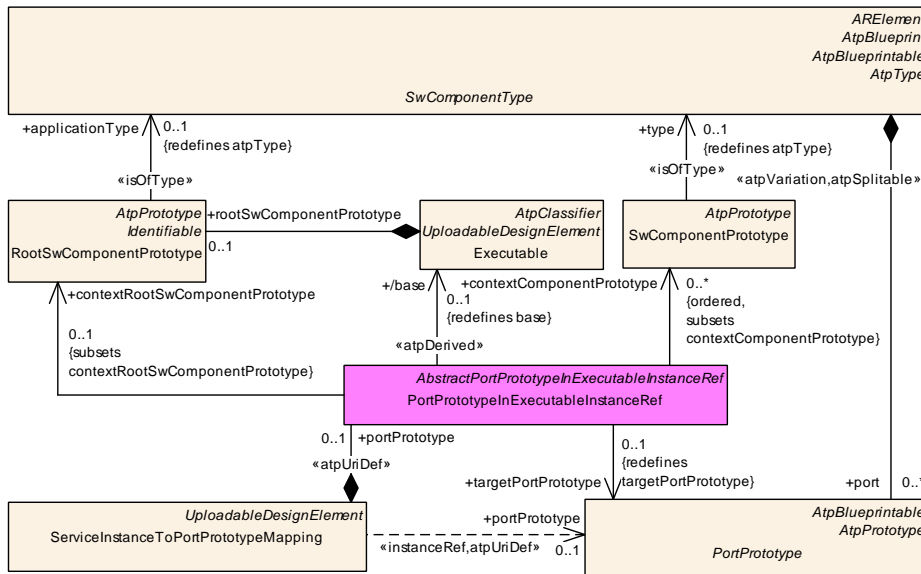 ARElement
AtpBlueprint
AtpBlueprintable
AtpType
SwComponentType
+applicationType
0..1
{redefines atpType}
«isOfType»
+type
0..1
{redefines atpType}
«isOfType»
«atpVariation,atpSplitable»
AtpPrototype
Identifiable
RootSwComponentPrototype
+rootSwComponentPrototype
0..1
AtpClassifier
UploadableDesignElement
Executable
AtpPrototype
SwComponentPrototype
+contextRootSwComponentPrototype
0..1
{subsets
contextRootSwComponentPrototype}
+/base
0..1
{redefines base}
«atpDerived»
+contextComponentPrototype
0..*
{ordered,
subsets
contextComponentPrototype}
AbstractPortPrototypeInExecutableInstanceRef
PortPrototypeInExecutableInstanceRef
0..1
+portPrototype
«atpUriDef»
0..1
{redefines
targetPortPrototype}
+targetPortPrototype
+port
0..*
UploadableDesignElement
ServiceInstanceToPortPrototypeMapping
+portPrototype
«instanceRef,atpUriDef»
0..1
AtpBlueprintable
AtpPrototype
PortPrototype